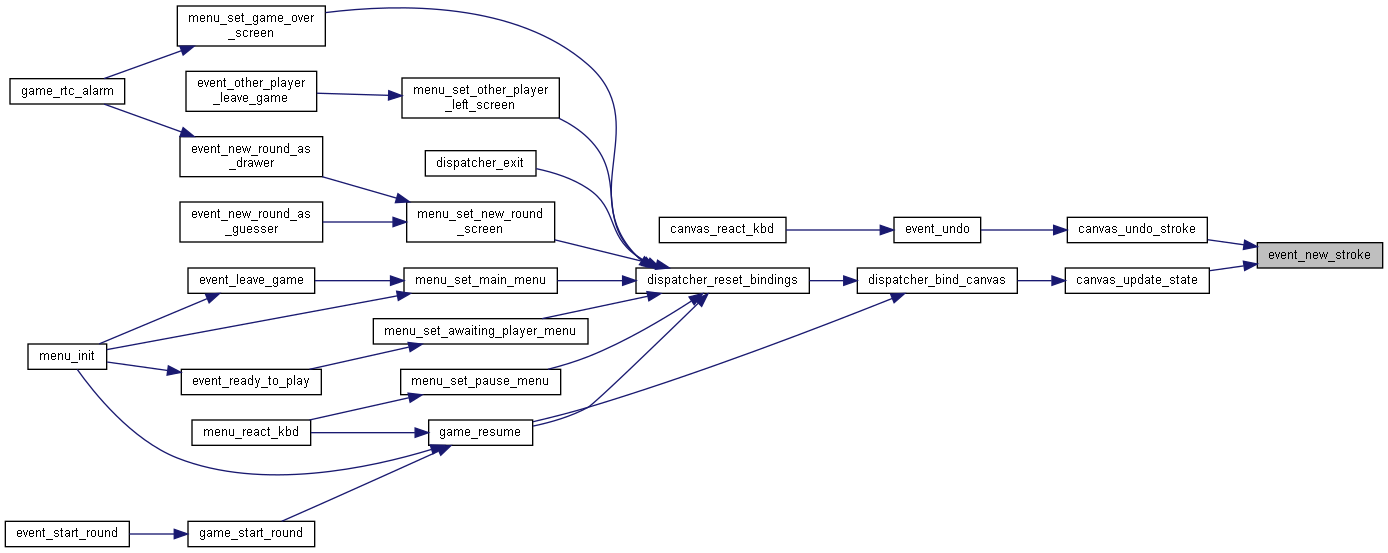 menu_set_game_over
_screen
game_rtc_alarm
event_other_player
_leave_game
menu_set_other_player
_left_screen
event_new_round_as
_drawer
dispatcher_exit
event_new_round_as
_guesser
menu_set_new_round
_screen
canvas_react_kbd
event_undo
canvas_undo_stroke
event_new_stroke
event_leave_game
menu_set_main_menu
dispatcher_reset_bindings
dispatcher_bind_canvas
canvas_update_state
menu_set_awaiting_player_menu
menu_init
event_ready_to_play
menu_set_pause_menu
menu_react_kbd
game_resume
event_start_round
game_start_round